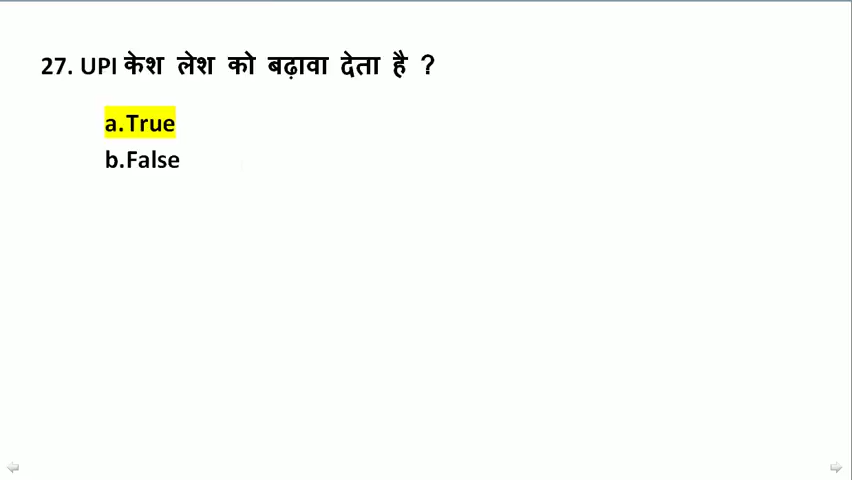 27. UPI केश लेश को बढ़ावा देता है ?
a.True
b.False